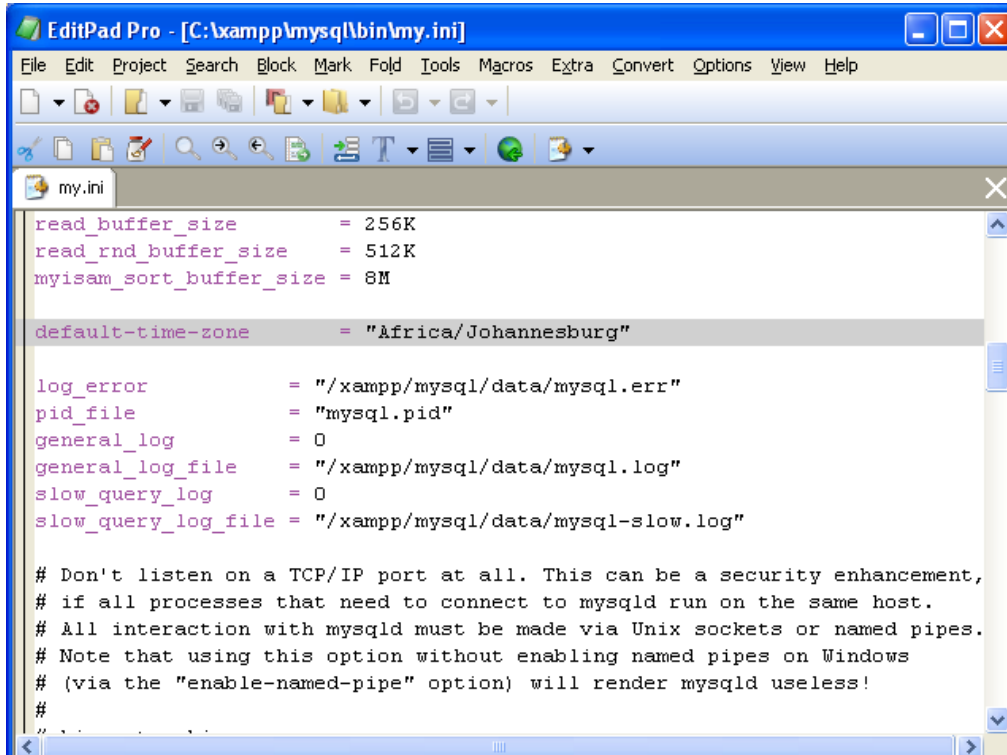 EditPad Pro - [C:\xampp\mysql\bin\my.ini]
File Edit Project Search Block Mark Fold Tools Macros Extra Convert Options View Help
my.ini
read_buffer_size = 256K
read_rnd_buffer_size = 512K
myisam_sort_buffer_size = 8M
default-time-zone = "Africa/Johannesburg"
log_error = "/xampp/mysql/data/mysql.err"
pid_file = "mysql.pid"
general_log = 0
general_log_file = "/xampp/mysql/data/mysql.log"
slow_query_log = 0
slow_query_log_file = "/xampp/mysql/data/mysql-slow.log"
# Don't listen on a TCP/IP port at all. This can be a security enhancement,
# if all processes that need to connect to mysqld run on the same host.
# All interaction with mysqld must be made via Unix sockets or named pipes.
# Note that using this option without enabling named pipes on Windows
# (via the "enable-named-pipe" option) will render mysqld useless!
#